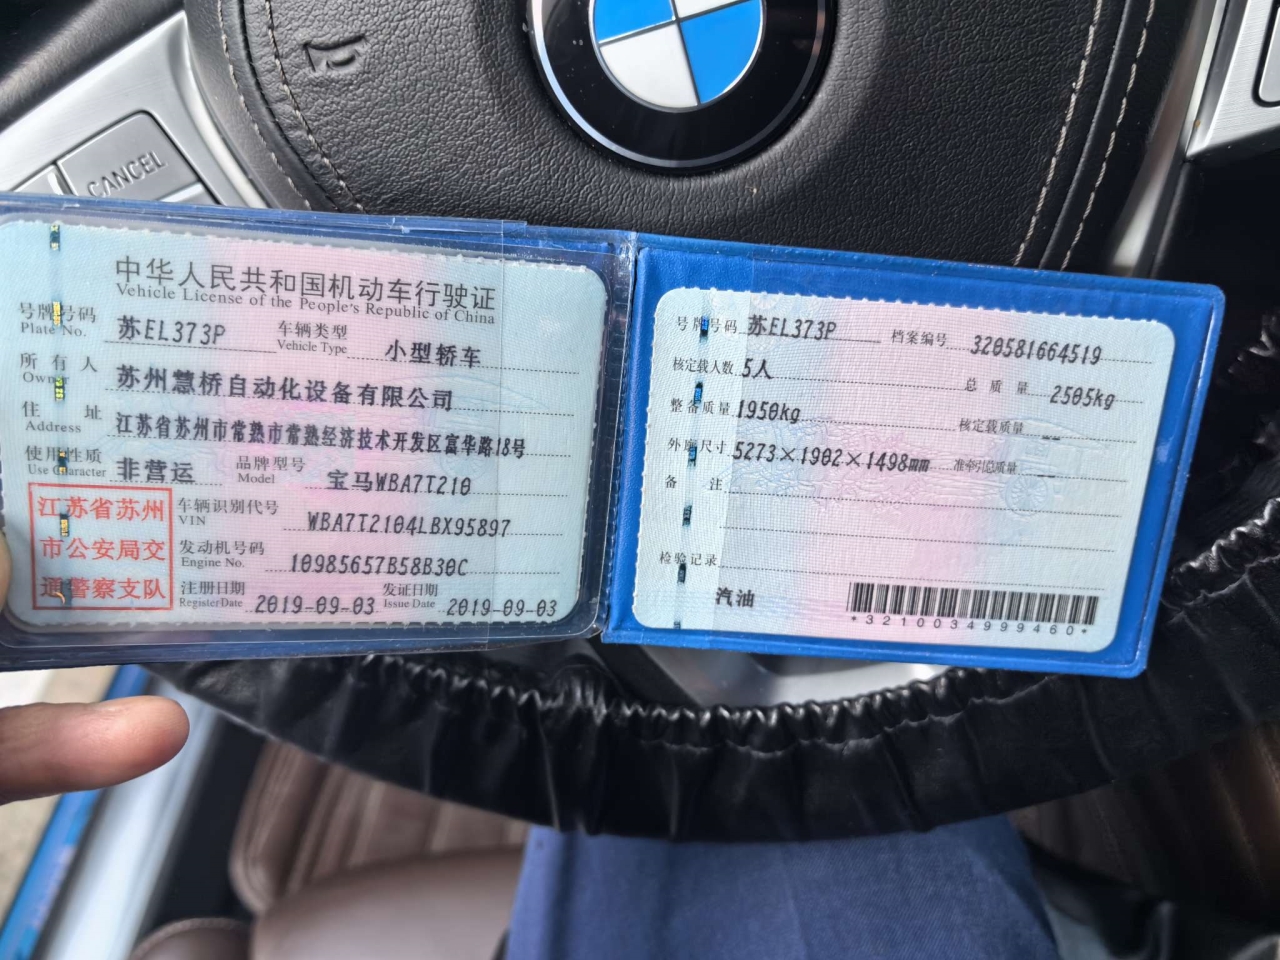 CANCEL
中华人民共和国机动车行驶证
Vehicle License of the People's Republic of China
号牌号码 苏EL373P 车辆类型 小型轿车
Plate No. Vehicle Type
所有人 苏州慧桥自动化设备有限公司
Owner
住址 江苏省苏州市常熟市常熟经济技术开发区富华路18号
Address
使用性质 非营运 品牌型号 宝马WBA7T210
Use Character Model
江苏省苏州
市公安局交
通警察支队
车辆识别代号 WBA7T2104LBX95897
VIN
发动机号码 10985657B58B30C
Engine No.
注册日期 2019-09-03 发证日期 2019-09-03
Register Date Issue Date
号牌号码 苏EL373P 档案编号 320581664519
核定载人数 5人 总质量 2505kg
整备质量 1950kg 核定载质量 --
外廓尺寸 5273×1902×1498mm 准牵引总质量 --
备注
检验记录
汽油
*3210034999460*